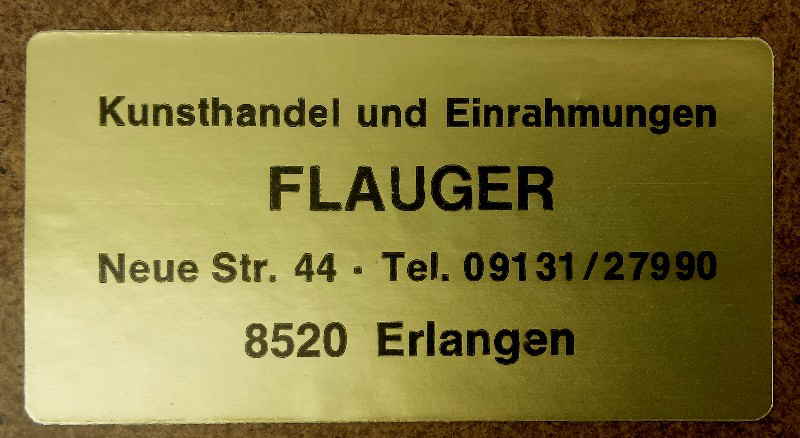 Kunsthandel und Einrahmungen
FLAUGER
Neue Str. 44 · Tel. 09131/27990
8520 Erlangen